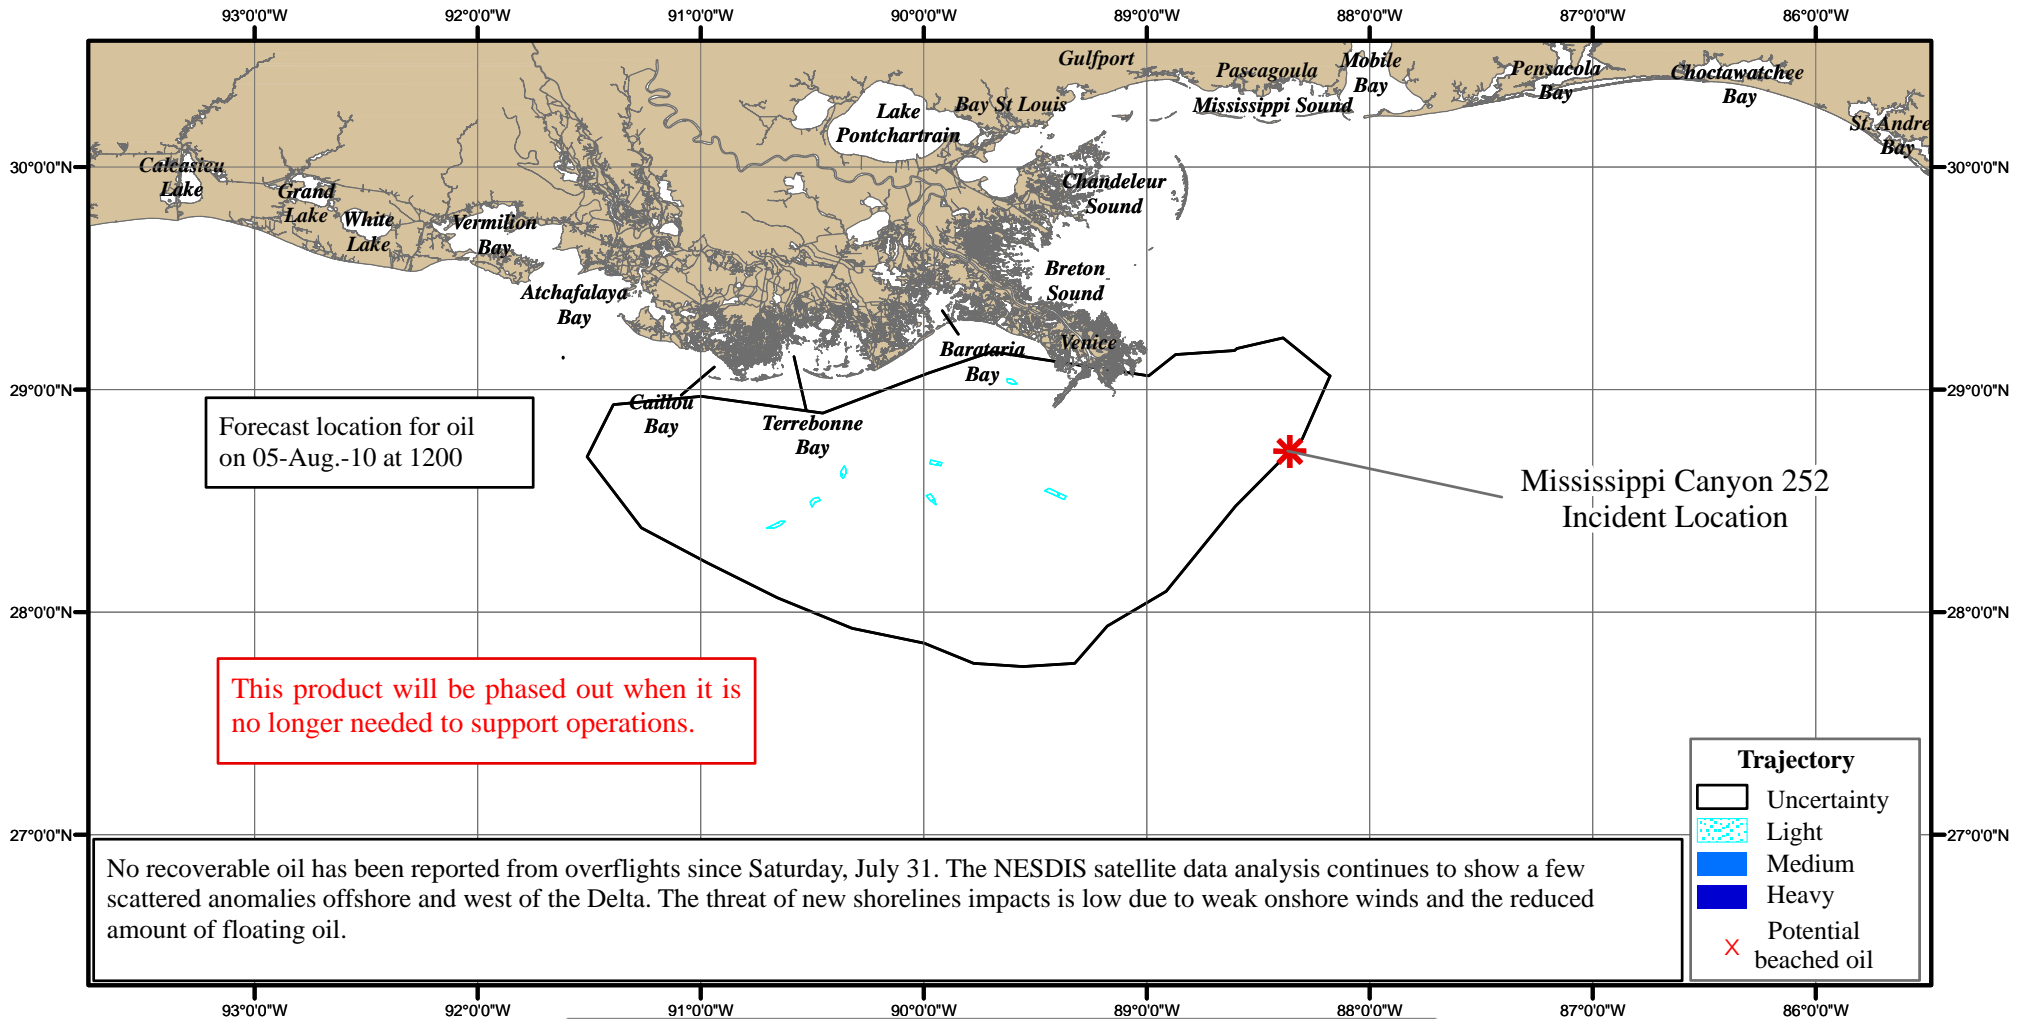 93°0'0"W 92°0'0"W 91°0'0"W 90°0'0"W 89°0'0"W 88°0'0"W 87°0'0"W 86°0'0"W
Gulfport
Pascagoula
Mobile
Bay
Pensacola
Bay
Choctawatchee
Bay
St. Andre
Bay
Mississippi Sound
Bay St Louis
Lake
Pontchartrain
30°0'0"N 30°0'0"N
Calcasieu
Lake
Grand
Lake
White
Lake
Vermilion
Bay
Chandeleur
Sound
Breton
Sound
Atchafalaya
Bay
Venice
Barataria
Bay
29°0'0"N 29°0'0"N
Caillou
Bay
Terrebonne
Bay
Forecast location for oil
on 05-Aug.-10 at 1200
Mississippi Canyon 252
Incident Location
28°0'0"N 28°0'0"N
This product will be phased out when it is
no longer needed to support operations.
27°0'0"N 27°0'0"N
Trajectory
Uncertainty
Light
Medium
Heavy
Potential
beached oil
No recoverable oil has been reported from overflights since Saturday, July 31. The NESDIS satellite data analysis continues to show a few
scattered anomalies offshore and west of the Delta. The threat of new shorelines impacts is low due to weak onshore winds and the reduced
amount of floating oil.
93°0'0"W 92°0'0"W 91°0'0"W 90°0'0"W 89°0'0"W 88°0'0"W 87°0'0"W 86°0'0"W